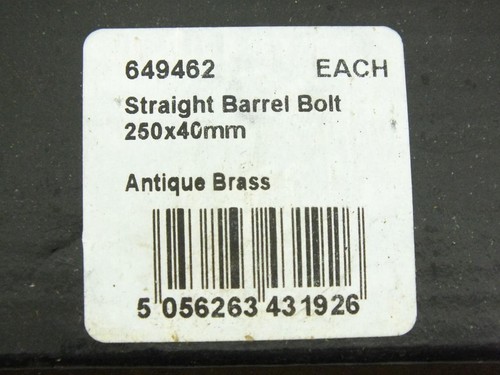 649462 EACH
Straight Barrel Bolt
250x40mm
Antique Brass
5 056263 431926